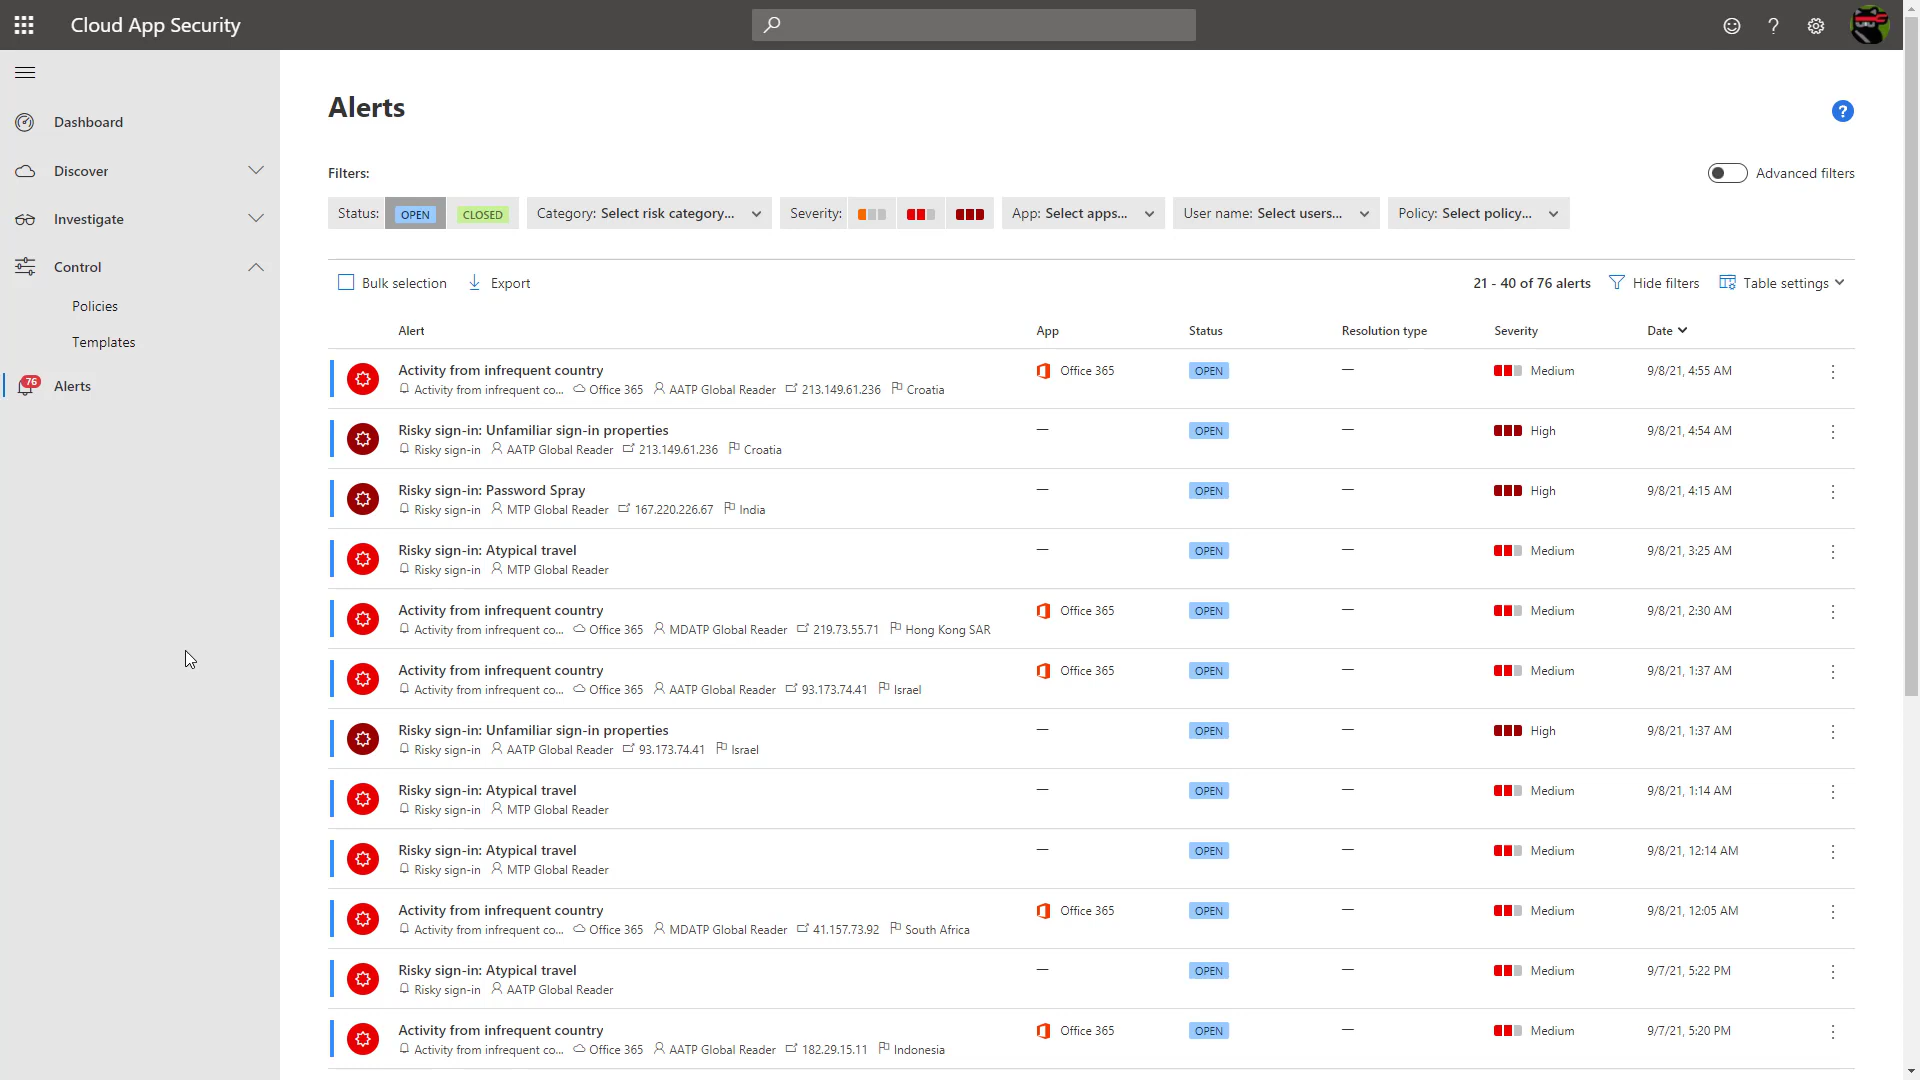 Cloud App Security
Dashboard
Discover
Investigate
Control
Policies
Templates
76
Alerts
Alerts
?
Filters:
Advanced filters
Status: OPEN CLOSED Category: Select risk category... Severity: App: Select apps... User name: Select users... Policy: Select policy...
Bulk selection Export 21 - 40 of 76 alerts Hide filters Table settings
Alert App Status Resolution type Severity Date
Activity from infrequent country Office 365 OPEN — Medium 9/8/21, 4:55 AM
Activity from infrequent co... Office 365 AATP Global Reader 213.149.61.236 Croatia
Risky sign-in: Unfamiliar sign-in properties — OPEN — High 9/8/21, 4:54 AM
Risky sign-in AATP Global Reader 213.149.61.236 Croatia
Risky sign-in: Password Spray — OPEN — High 9/8/21, 4:15 AM
Risky sign-in MTP Global Reader 167.220.226.67 India
Risky sign-in: Atypical travel — OPEN — Medium 9/8/21, 3:25 AM
Risky sign-in MTP Global Reader
Activity from infrequent country Office 365 OPEN — Medium 9/8/21, 2:30 AM
Activity from infrequent co... Office 365 MDATP Global Reader 219.73.55.71 Hong Kong SAR
Activity from infrequent country Office 365 OPEN — Medium 9/8/21, 1:37 AM
Activity from infrequent co... Office 365 AATP Global Reader 93.173.74.41 Israel
Risky sign-in: Unfamiliar sign-in properties — OPEN — High 9/8/21, 1:37 AM
Risky sign-in AATP Global Reader 93.173.74.41 Israel
Risky sign-in: Atypical travel — OPEN — Medium 9/8/21, 1:14 AM
Risky sign-in MTP Global Reader
Risky sign-in: Atypical travel — OPEN — Medium 9/8/21, 12:14 AM
Risky sign-in MTP Global Reader
Activity from infrequent country Office 365 OPEN — Medium 9/8/21, 12:05 AM
Activity from infrequent co... Office 365 MDATP Global Reader 41.157.73.92 South Africa
Risky sign-in: Atypical travel — OPEN — Medium 9/7/21, 5:22 PM
Risky sign-in AATP Global Reader
Activity from infrequent country Office 365 OPEN — Medium 9/7/21, 5:20 PM
Activity from infrequent co... Office 365 AATP Global Reader 182.29.15.11 Indonesia